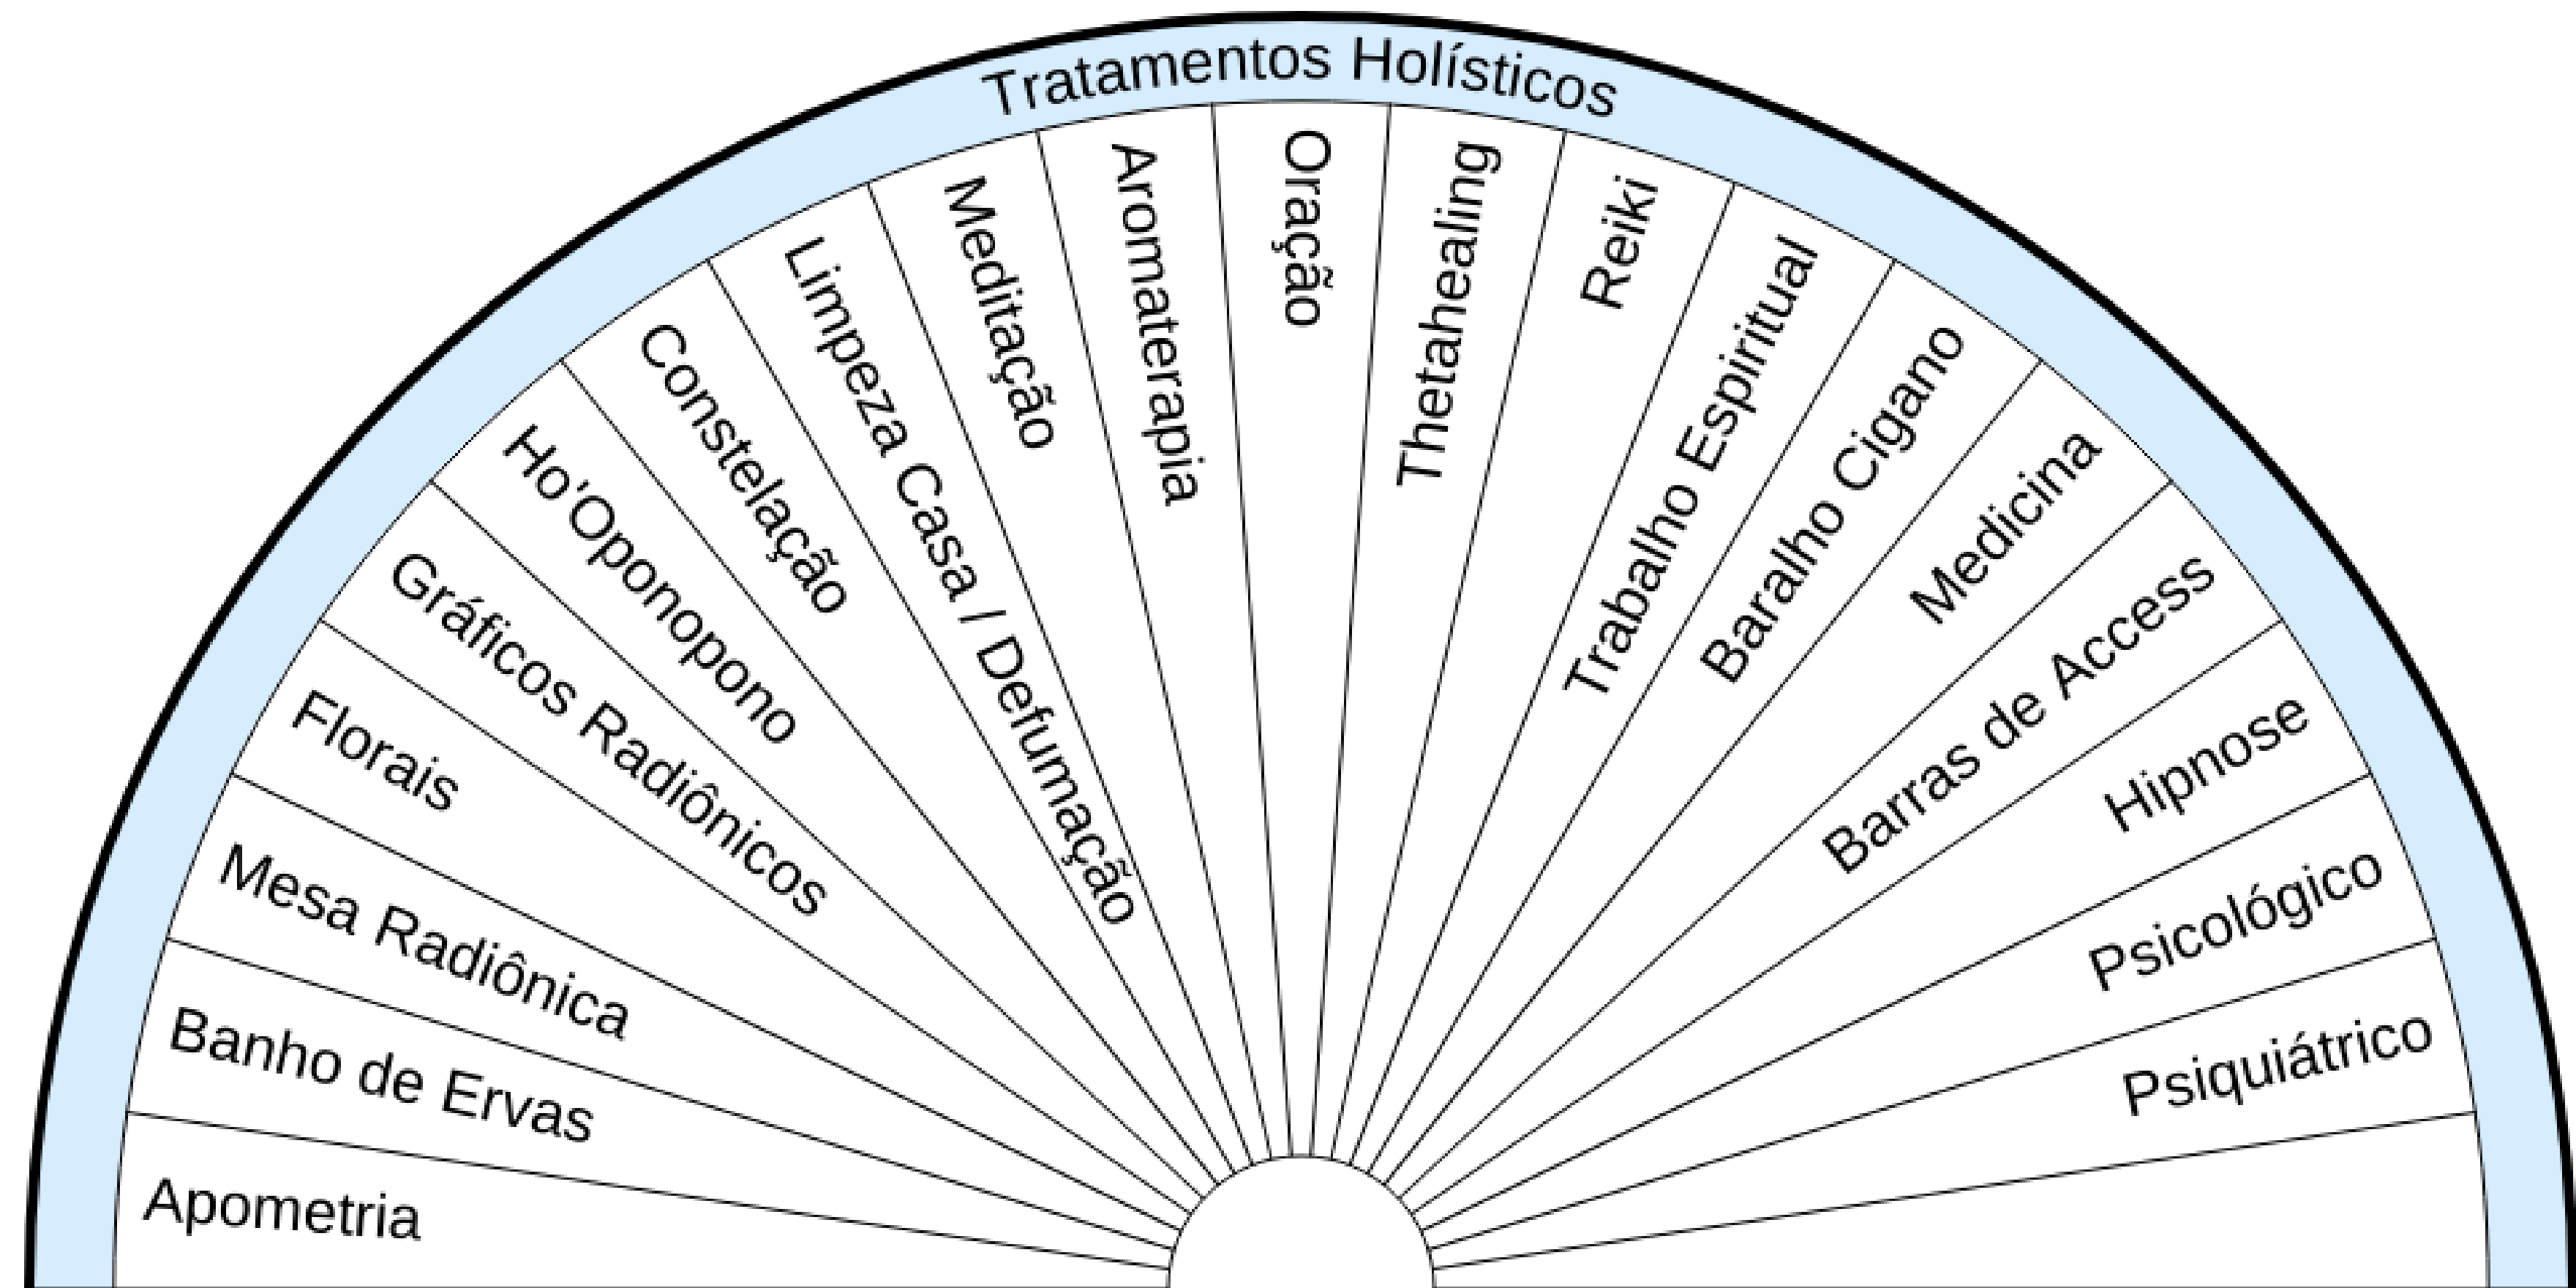 Tratamentos Holísticos
Apometria
Banho de Ervas
Mesa Radiônica
Florais
Gráficos Radiônicos
Ho'Oponopono
Constelação
Limpeza Casa / Defumação
Meditação
Aromaterapia
Oração
Thetahealing
Reiki
Trabalho Espiritual
Baralho Cigano
Medicina
Barras de Access
Hipnose
Psicológico
Psiquiátrico